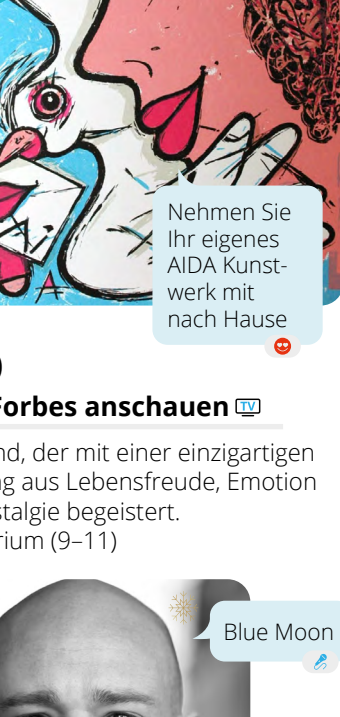 Nehmen Sie
Ihr eigenes
AIDA Kunst-
werk mit
nach Hause
)
Forbes anschauen TV
nd, der mit einer einzigartigen
g aus Lebensfreude, Emotion
stalgie begeistert.
rium (9–11)
Blue Moon